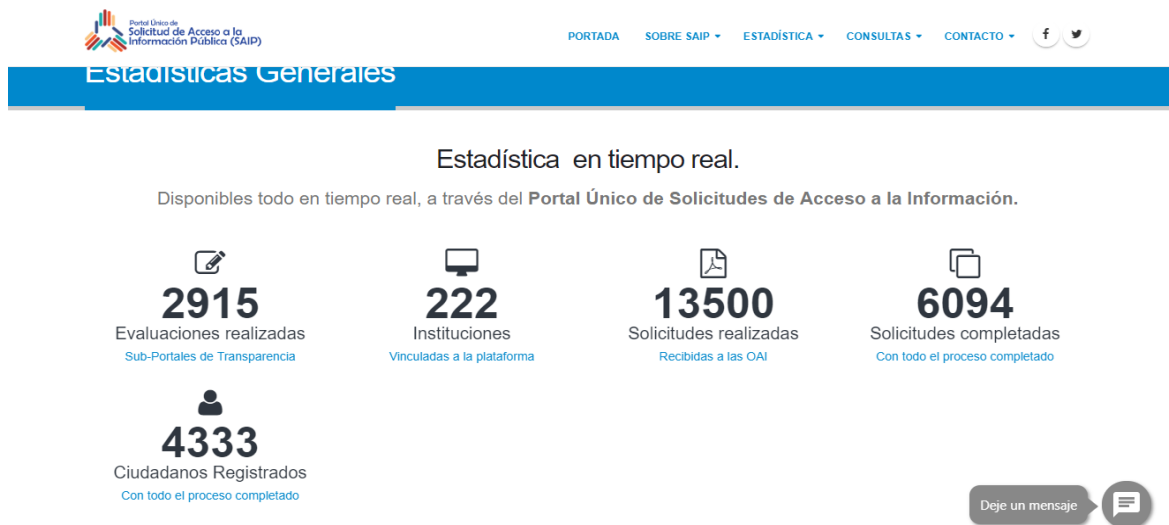 Portal Único de
Solicitud de Acceso a la
Información Pública (SAIP)
PORTADA SOBRE SAIP ESTADÍSTICA CONSULTAS CONTACTO
Estadísticas Generales
Estadística en tiempo real.
Disponibles todo en tiempo real, a través del Portal Único de Solicitudes de Acceso a la Información.
2915
Evaluaciones realizadas
Sub-Portales de Transparencia
222
Instituciones
Vinculadas a la plataforma
13500
Solicitudes realizadas
Recibidas a las OAI
6094
Solicitudes completadas
Con todo el proceso completado
4333
Ciudadanos Registrados
Con todo el proceso completado
Deje un mensaje